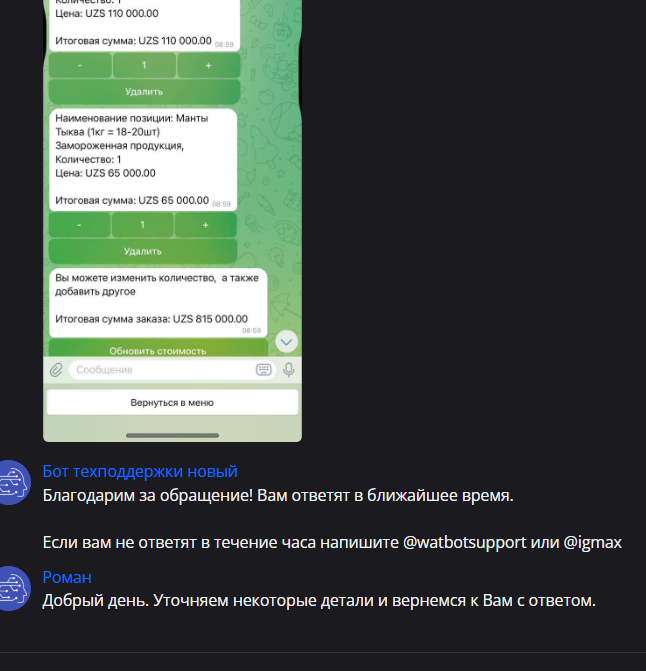 Количество: 1
Цена: UZS 110 000.00
Итоговая сумма: UZS 110 000.00 08:59
- 1 +
Удалить
Наименование позиции: Манты
Тыква (1кг = 18-20шт)
Замороженная продукция,
Количество: 1
Цена: UZS 65 000.00
Итоговая сумма: UZS 65 000.00 08:59
- 1 +
Удалить
Вы можете изменить количество, а также
добавить другое
Итоговая сумма заказа: UZS 815 000.00
08:59
Обновить стоимость
Сообщение
Вернуться в меню
Бот техподдержки новый
Благодарим за обращение! Вам ответят в ближайшее время.
Если вам не ответят в течение часа напишите @watbotsupport или @igmax
Роман
Добрый день. Уточняем некоторые детали и вернемся к Вам с ответом.